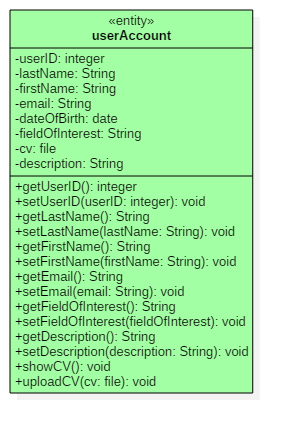 «entity»
userAccount
-userID: integer
-lastName: String
-firstName: String
-email: String
-dateOfBirth: date
-fieldOfInterest: String
-cv: file
-description: String
+getUserID(): integer
+setUserID(userID: integer): void
+getLastName(): String
+setLastName(lastName: String): void
+getFirstName(): String
+setFirstName(firstName: String): void
+getEmail(): String
+setEmail(email: String): void
+getFieldOfInterest(): String
+setFieldOfInterest(fieldOfInterest): void
+getDescription(): String
+setDescription(description: String): void
+showCV(): void
+uploadCV(cv: file): void